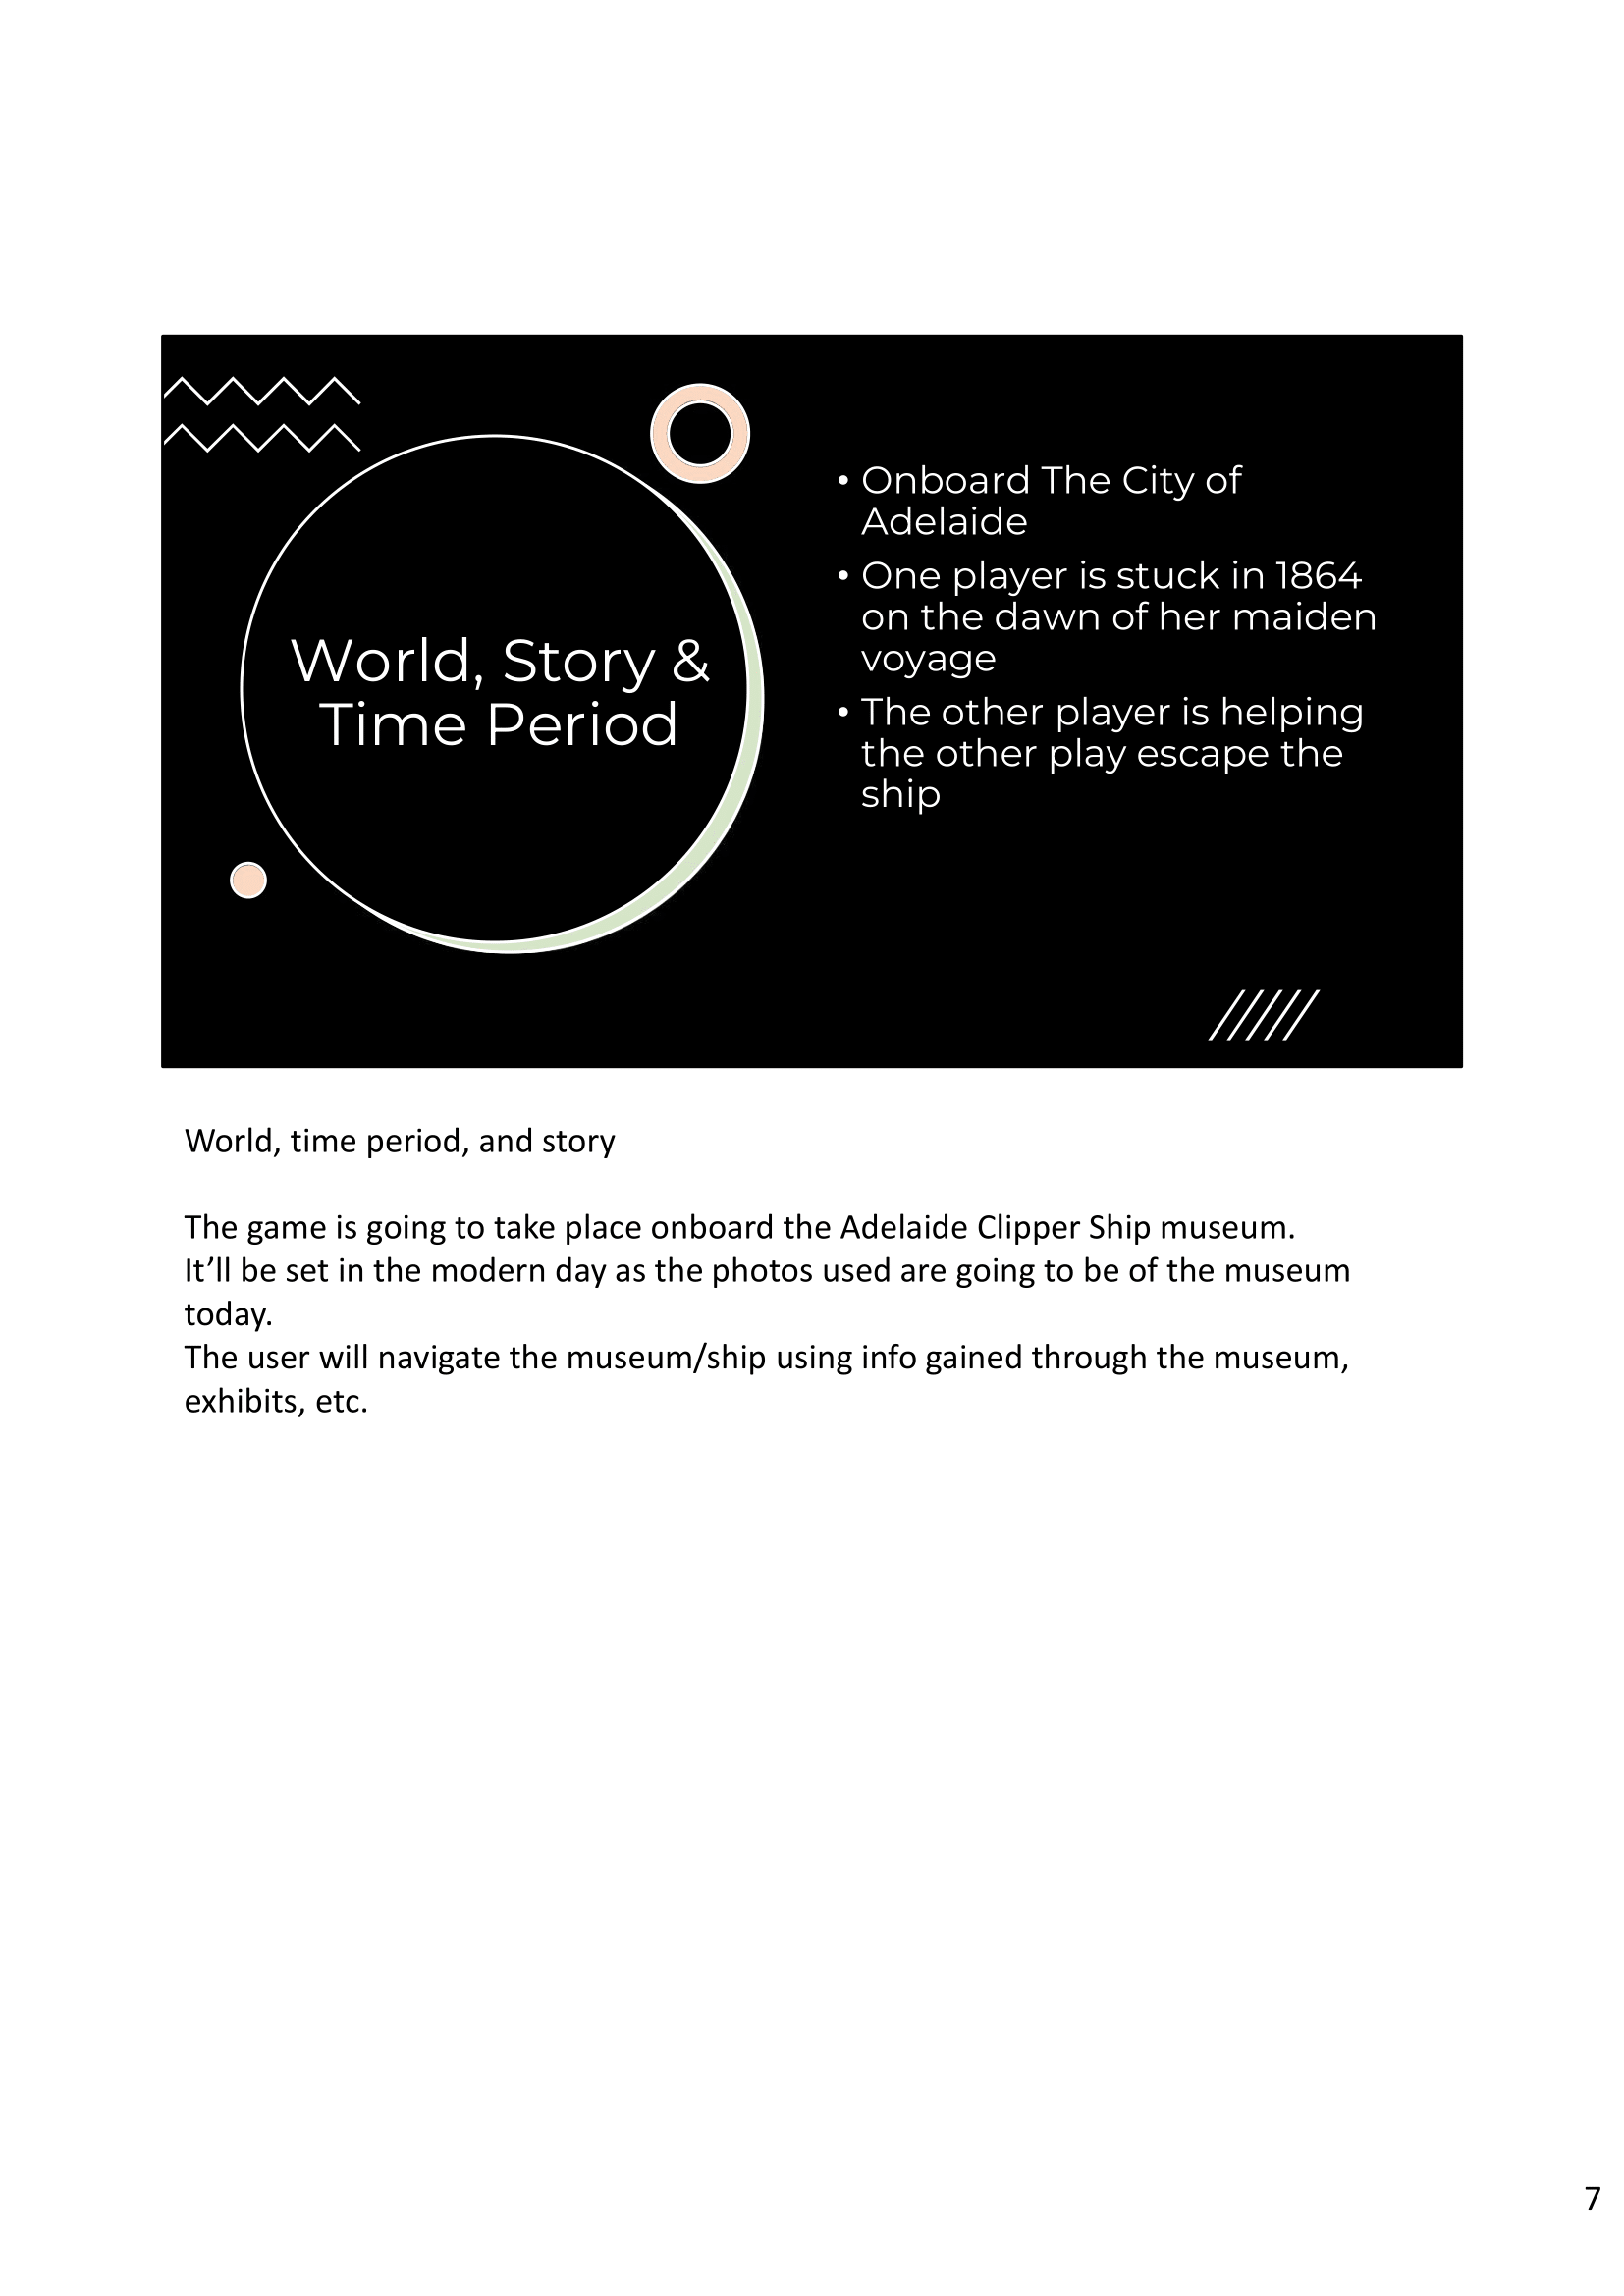 World, Story &
Time Period
• Onboard The City of
Adelaide
• One player is stuck in 1864
on the dawn of her maiden
voyage
• The other player is helping
the other play escape the
ship
World, time period, and story
The game is going to take place onboard the Adelaide Clipper Ship museum.
It’ll be set in the modern day as the photos used are going to be of the museum
today.
The user will navigate the museum/ship using info gained through the museum,
exhibits, etc.
7